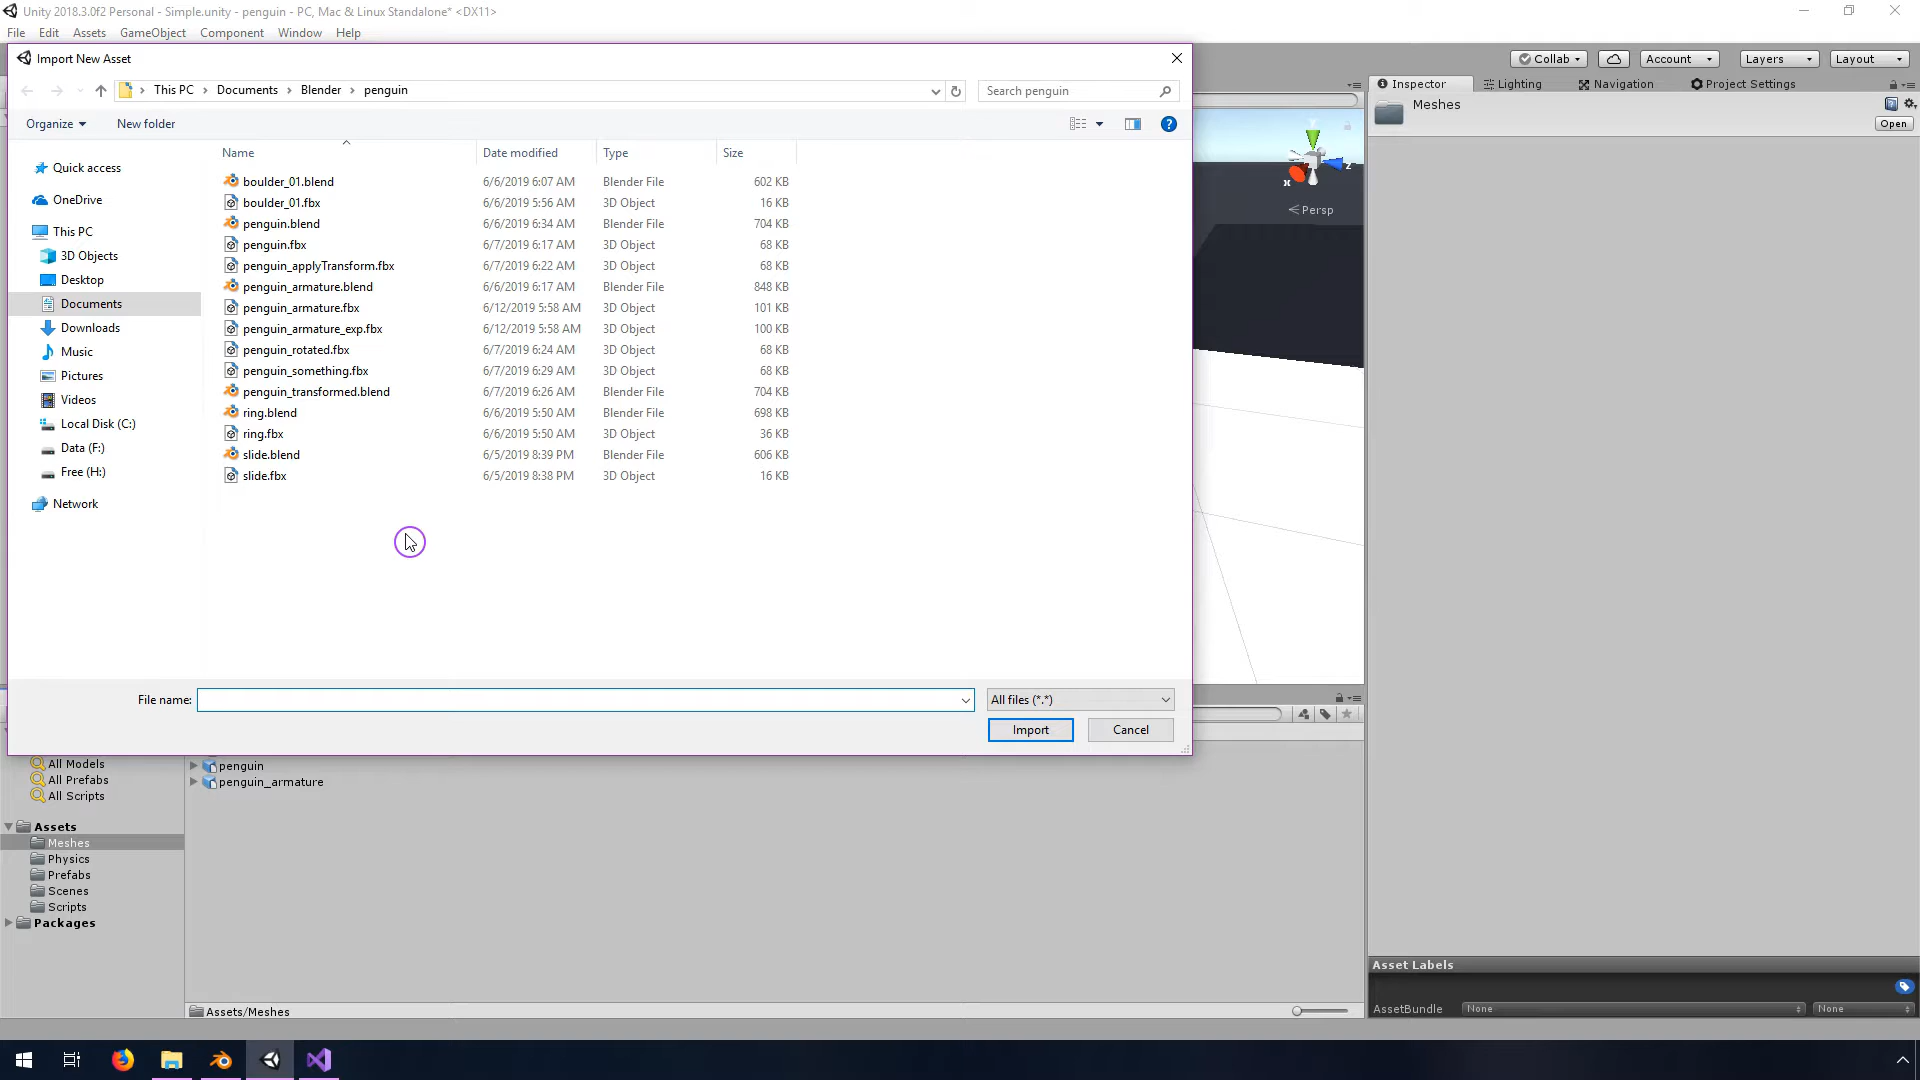 Unity 2018.3.0f2 Personal - Simple.unity - penguin - PC, Mac & Linux Standalone* <DX11>
File Edit Assets GameObject Component Window Help
Import New Asset
This PC Documents Blender penguin
Search penguin
Organize New folder
Name Date modified Type Size
boulder_01.blend 6/6/2019 6:07 AM Blender File 602 KB
boulder_01.fbx 6/6/2019 5:56 AM 3D Object 16 KB
penguin.blend 6/6/2019 6:34 AM Blender File 704 KB
penguin.fbx 6/7/2019 6:17 AM 3D Object 68 KB
penguin_applyTransform.fbx 6/7/2019 6:22 AM 3D Object 68 KB
penguin_armature.blend 6/6/2019 6:17 AM Blender File 848 KB
penguin_armature.fbx 6/12/2019 5:58 AM 3D Object 101 KB
penguin_armature_exp.fbx 6/12/2019 5:58 AM 3D Object 100 KB
penguin_rotated.fbx 6/7/2019 6:24 AM 3D Object 68 KB
penguin_something.fbx 6/7/2019 6:29 AM 3D Object 68 KB
penguin_transformed.blend 6/7/2019 6:26 AM Blender File 704 KB
ring.blend 6/6/2019 5:50 AM Blender File 698 KB
ring.fbx 6/6/2019 5:50 AM 3D Object 36 KB
slide.blend 6/5/2019 8:39 PM Blender File 606 KB
slide.fbx 6/5/2019 8:38 PM 3D Object 16 KB
Quick access
OneDrive
This PC
3D Objects
Desktop
Documents
Downloads
Music
Pictures
Videos
Local Disk (C:)
Data (F:)
Free (H:)
Network
File name:
All files (*.*)
Import Cancel
Collab Account Layers Layout
Inspector Lighting Navigation Project Settings
Meshes
Open
y
x z
Persp
All Models
All Prefabs
All Scripts
Assets
Meshes
Physics
Prefabs
Scenes
Scripts
Packages
penguin
penguin_armature
Assets/Meshes
Asset Labels
AssetBundle None None